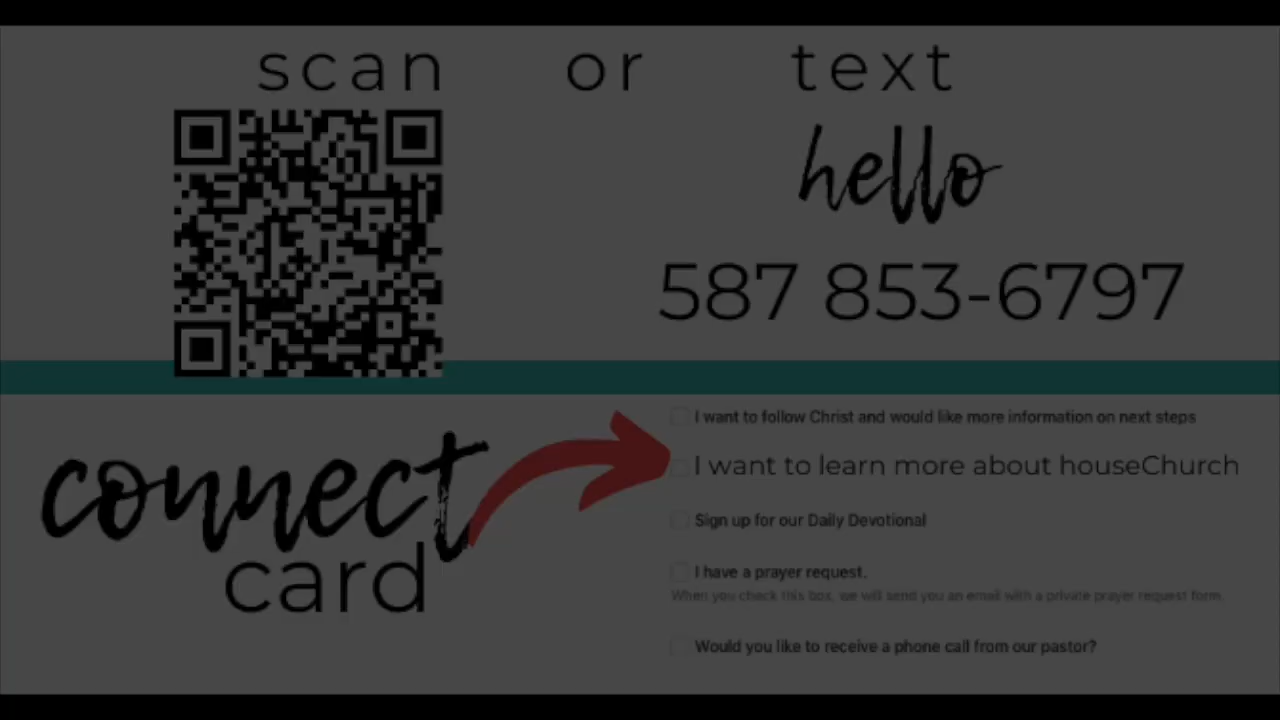 scan or text
hello
587 853-6797
connect
card
I want to follow Christ and would like more information on next steps
I want to learn more about houseChurch
Sign up for our Daily Devotional
I have a prayer request.
When you check this box, we will send you an email with a private prayer request form.
Would you like to receive a phone call from our pastor?